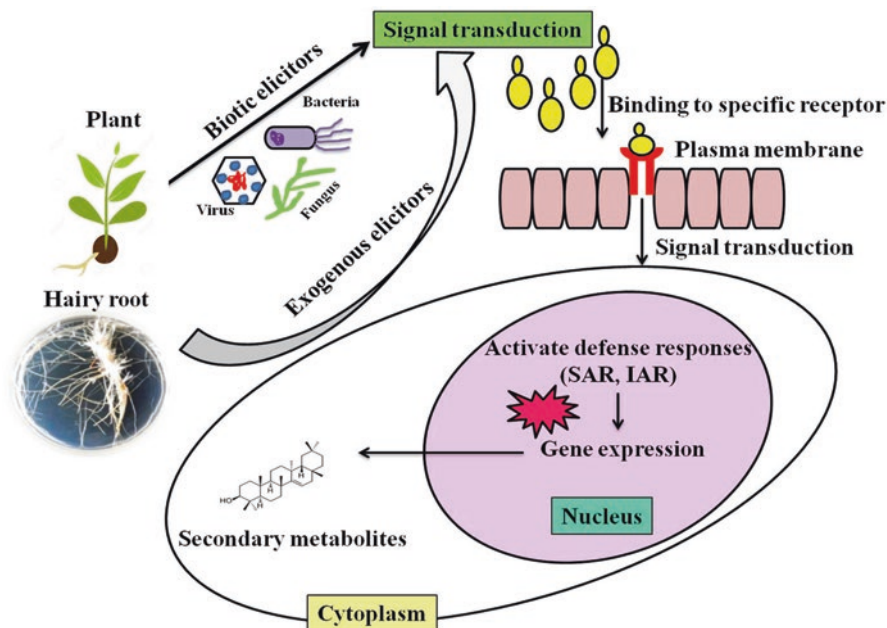 Signal transduction
Biotic elicitors
Bacteria
Plant
Virus
Fungus
Exogenous elicitors
Hairy root
Binding to specific receptor
Plasma membrane
Signal transduction
Activate defense responses
(SAR, IAR)
Gene expression
Nucleus
HO
H
H
H
Secondary metabolites
Cytoplasm